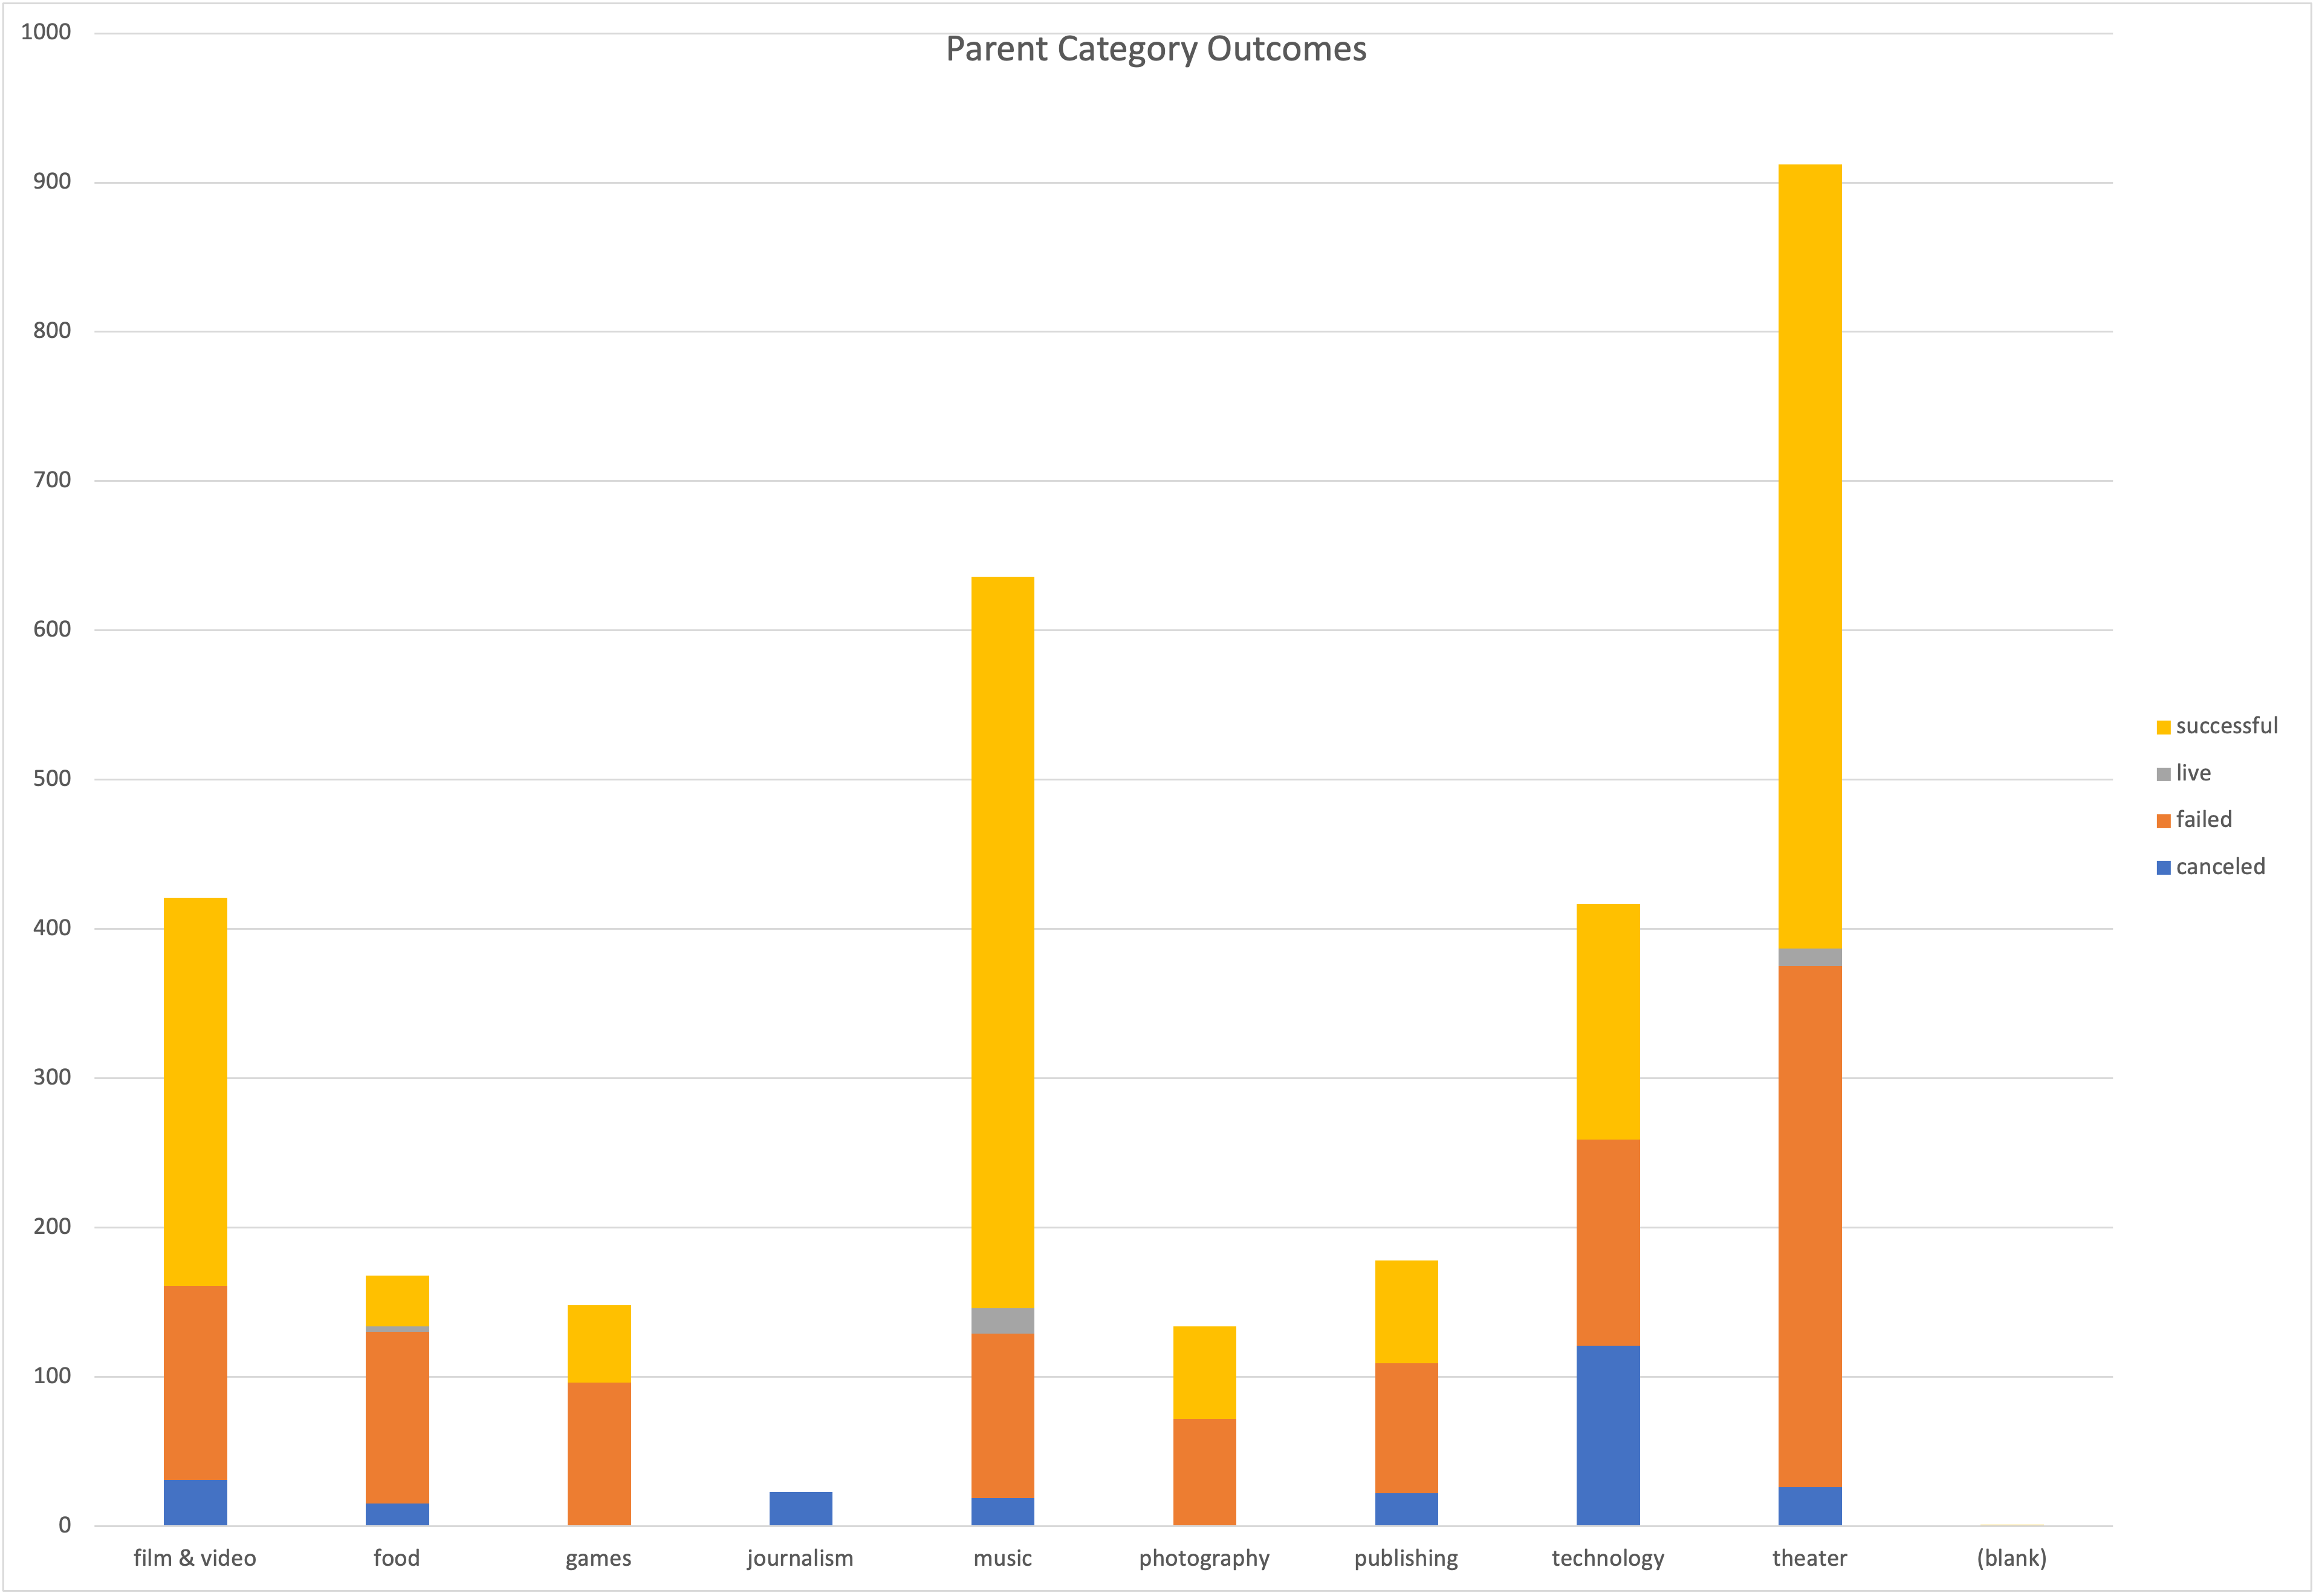 Parent Category Outcomes
1000
900
800
700
600
500
400
300
200
100
0
film & video food games journalism music photography publishing technology theater (blank)
successful
live
failed
canceled